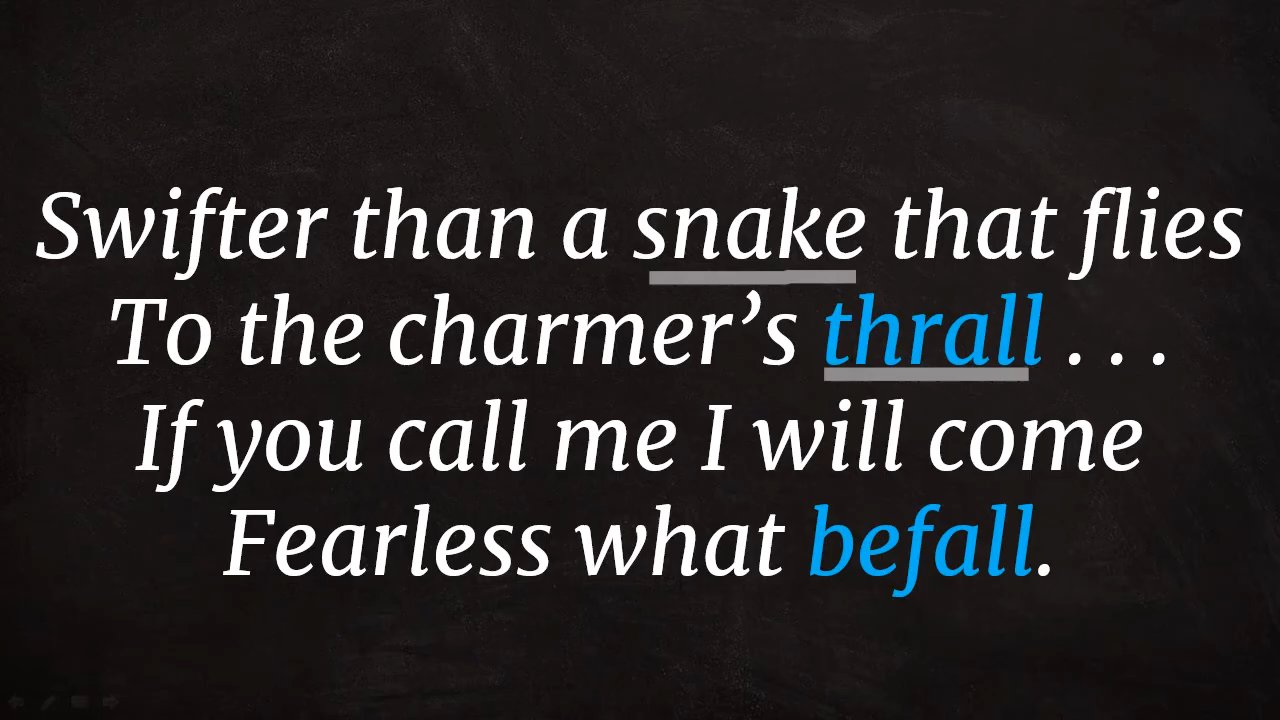 Swifter than a snake that flies
To the charmer’s thrall . . .
If you call me I will come
Fearless what befall.